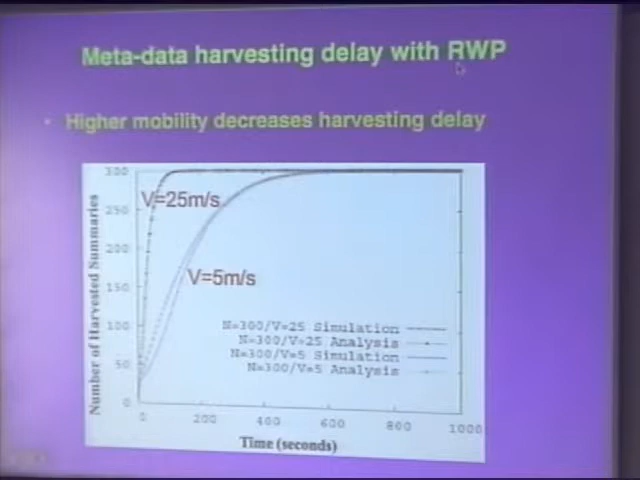 Meta-data harvesting delay with RWP
• Higher mobility decreases harvesting delay
Number of Harvested Summaries
300
250
200
150
100
50
0
V=25m/s
V=5m/s
N=300/V=25 Simulation
N=300/V=25 Analysis
N=300/V=5 Simulation
N=300/V=5 Analysis
0 200 400 600 800 1000
Time (seconds)